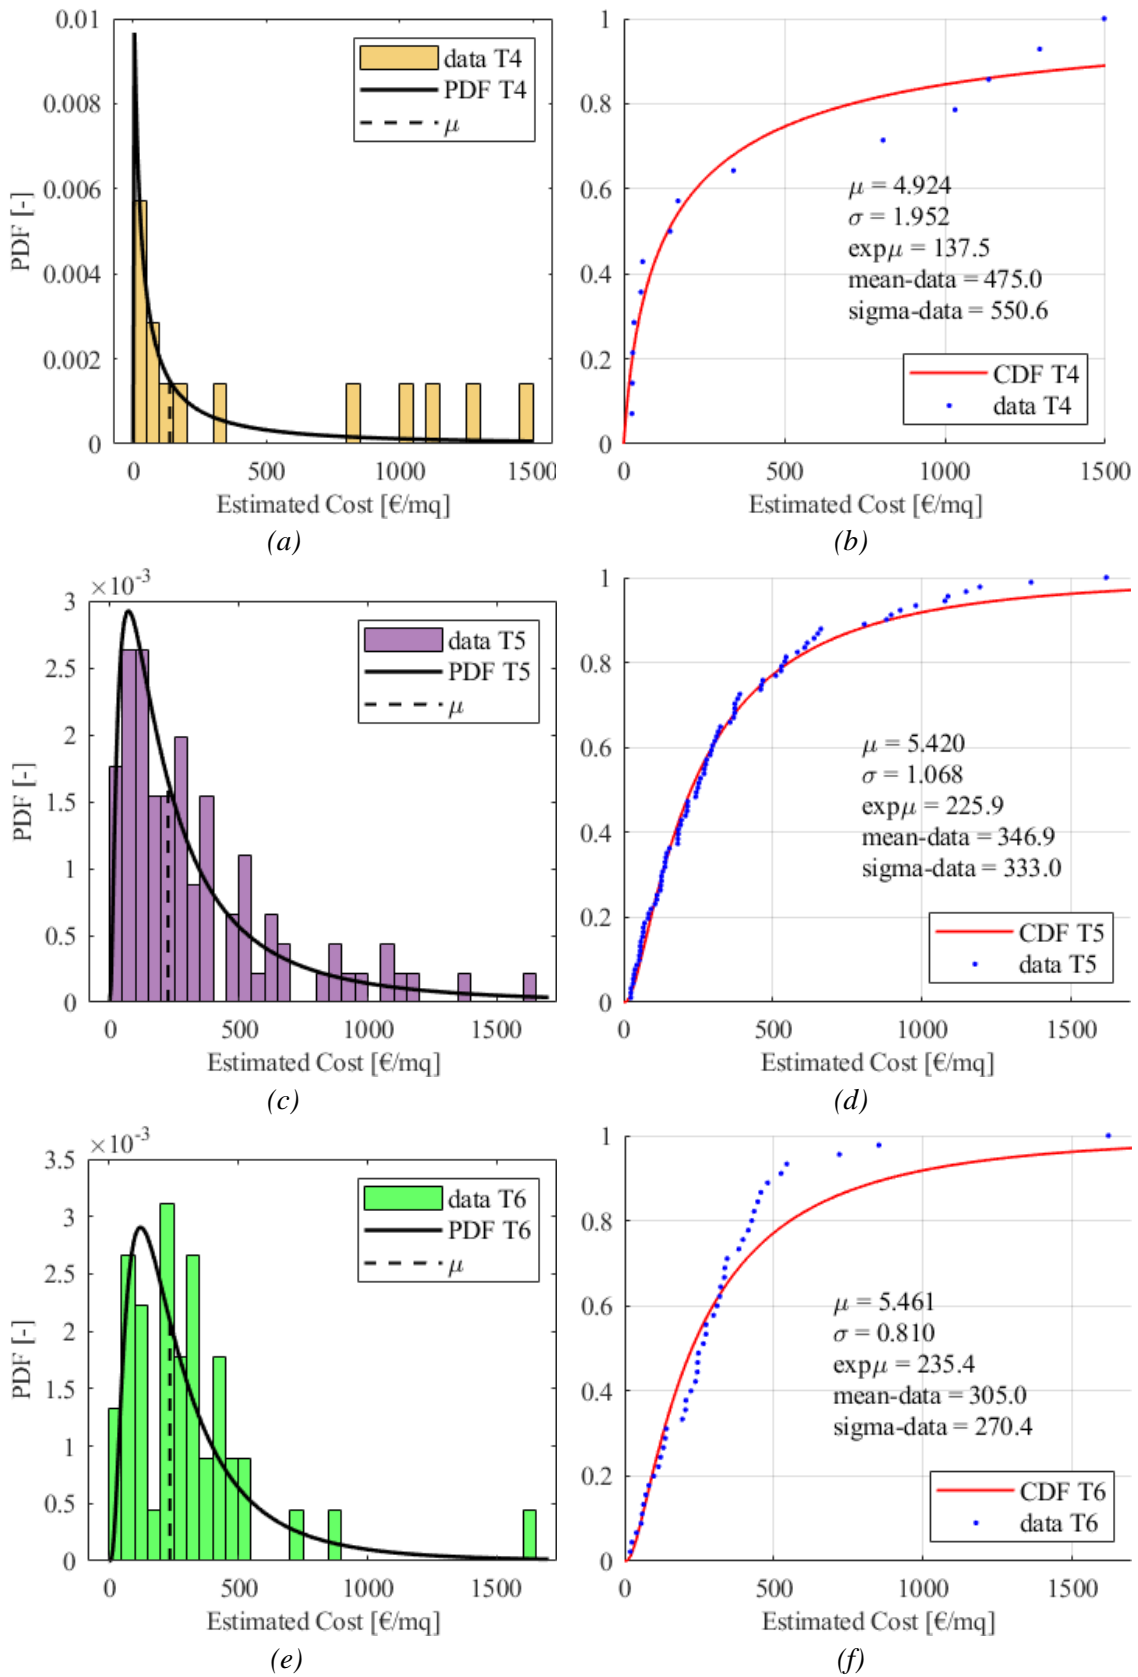 0.01
0.008
0.006
0.004
0.002
0
PDF [-]
data T4
PDF T4
μ
0 500 1000 1500
Estimated Cost [€/mq]
(a)
1
0.8
0.6
0.4
0.2
0
μ = 4.924
σ = 1.952
expμ = 137.5
mean-data = 475.0
sigma-data = 550.6
CDF T4
data T4
0 500 1000 1500
Estimated Cost [€/mq]
(b)
×10-3
3
2.5
2
1.5
1
0.5
0
PDF [-]
data T5
PDF T5
μ
0 500 1000 1500
Estimated Cost [€/mq]
(c)
1
0.8
0.6
0.4
0.2
0
μ = 5.420
σ = 1.068
expμ = 225.9
mean-data = 346.9
sigma-data = 333.0
CDF T5
data T5
0 500 1000 1500
Estimated Cost [€/mq]
(d)
×10-3
3.5
3
2.5
2
1.5
1
0.5
0
PDF [-]
data T6
PDF T6
μ
0 500 1000 1500
Estimated Cost [€/mq]
(e)
1
0.8
0.6
0.4
0.2
0
μ = 5.461
σ = 0.810
expμ = 235.4
mean-data = 305.0
sigma-data = 270.4
CDF T6
data T6
0 500 1000 1500
Estimated Cost [€/mq]
(f)